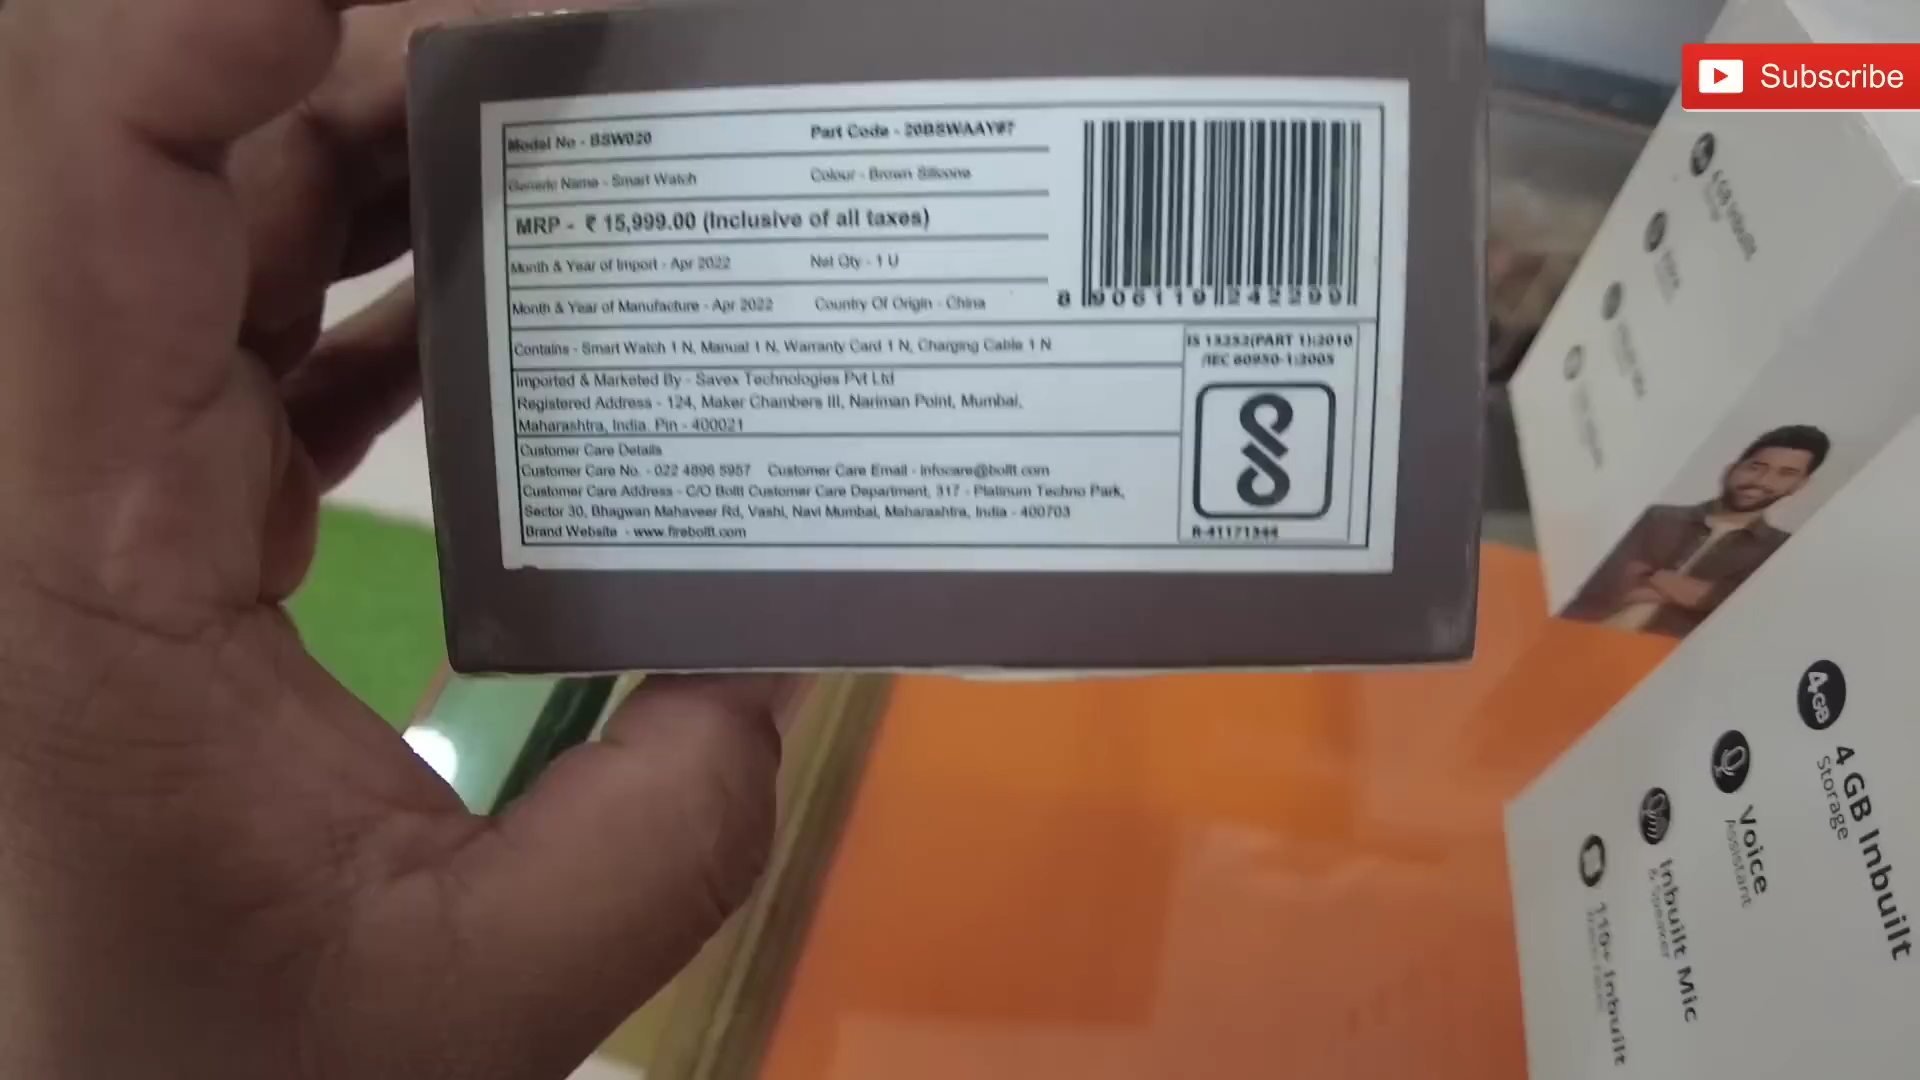 Subscribe
Model No - BSW020 Part Code - 20BSWAAY#7
Generic Name - Smart Watch Colour - Brown Silicone
MRP - ₹ 15,999.00 (Inclusive of all taxes)
Month & Year of Import - Apr 2022 Net Qty - 1 U
Month & Year of Manufacture - Apr 2022 Country Of Origin - China
8 906119 242299
Contains - Smart Watch 1 N, Manual 1 N, Warranty Card 1 N, Charging Cable 1 N
IS 13252(PART 1):2010
/IEC 60950-1:2005
Imported & Marketed By - Savex Technologies Pvt Ltd
Registered Address - 124, Maker Chambers III, Nariman Point, Mumbai,
Maharashtra, India. Pin - 400021
Customer Care Details
Customer Care No. - 022 4896 5957 Customer Care Email - infocare@boltt.com
Customer Care Address - C/O Boltt Customer Care Department, 317 - Platinum Techno Park,
Sector 30, Bhagwan Mahaveer Rd, Vashi, Navi Mumbai, Maharashtra, India - 400703
Brand Website - www.fireboltt.com
R-41171344
4GB
4 GB Inbuilt
Storage
Voice
Assistant
Inbuilt Mic
& Speaker
110+ Inbuilt